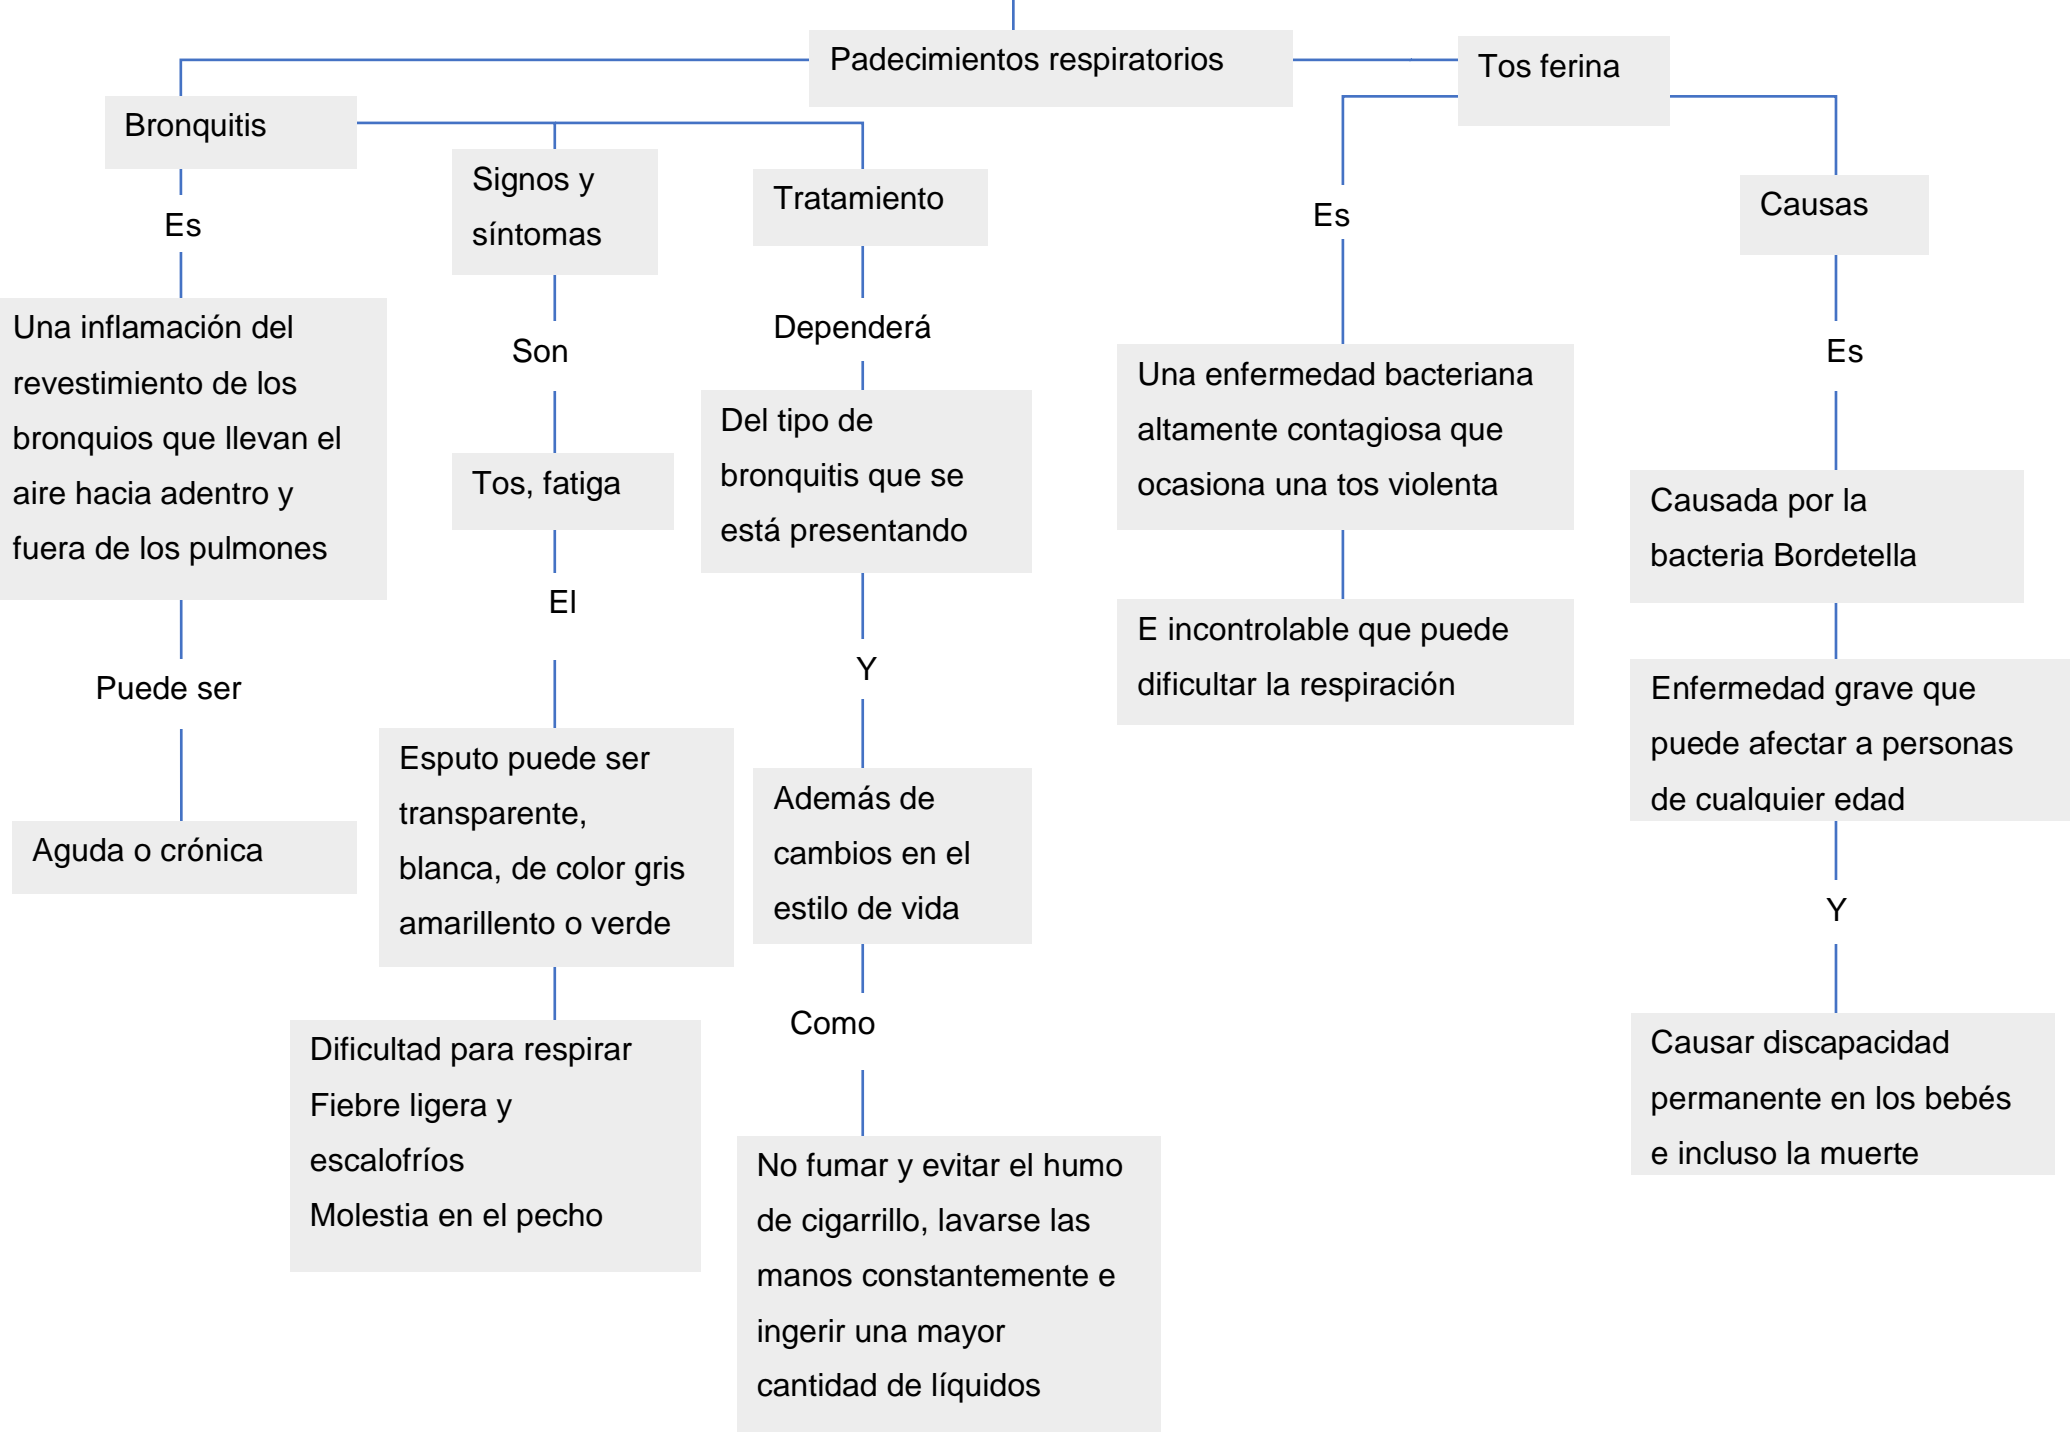 Padecimientos respiratorios
Bronquitis
Es
Una inflamación del
revestimiento de los
bronquios que llevan el
aire hacia adentro y
fuera de los pulmones
Puede ser
Aguda o crónica
Signos y
síntomas
Son
Tos, fatiga
El
Esputo puede ser
transparente,
blanca, de color gris
amarillento o verde
Dificultad para respirar
Fiebre ligera y
escalofríos
Molestia en el pecho
Tratamiento
Dependerá
Del tipo de
bronquitis que se
está presentando
Y
Además de
cambios en el
estilo de vida
Como
No fumar y evitar el humo
de cigarrillo, lavarse las
manos constantemente e
ingerir una mayor
cantidad de líquidos
Tos ferina
Es
Una enfermedad bacteriana
altamente contagiosa que
ocasiona una tos violenta
E incontrolable que puede
dificultar la respiración
Causas
Es
Causada por la
bacteria Bordetella
Enfermedad grave que
puede afectar a personas
de cualquier edad
Y
Causar discapacidad
permanente en los bebés
e incluso la muerte